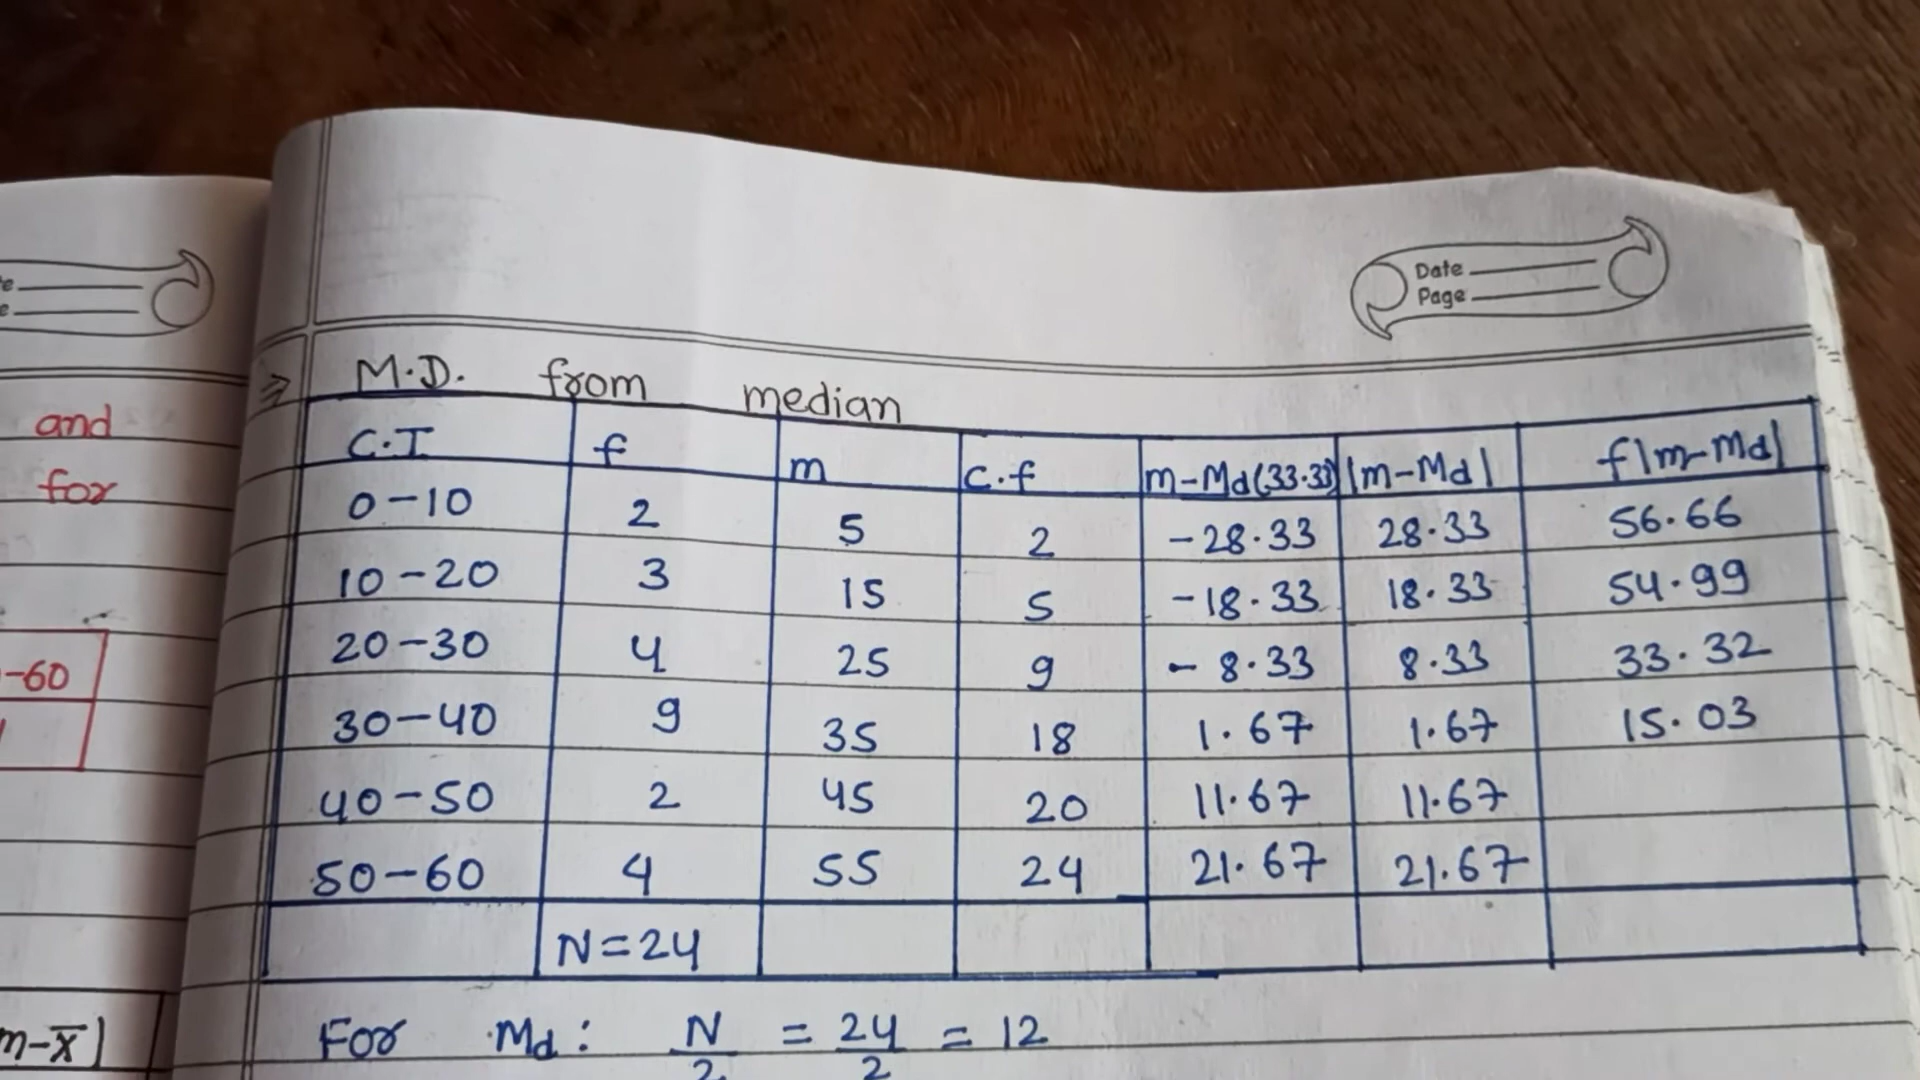 Date
Page
and
for
-60
m-x̄|
⇒ M.D. from median
C.I f m C.f m-Md(33.33) |m-Md| f|m-Md|
0-10 2 5 2 -28.33 28.33 56.66
10-20 3 15 5 -18.33 18.33 54.99
20-30 4 25 9 -8.33 8.33 33.32
30-40 9 35 18 1.67 1.67 15.03
40-50 2 45 20 11.67 11.67
50-60 4 55 24 21.67 21.67
N=24
For Md: N/2 = 24/2 = 12